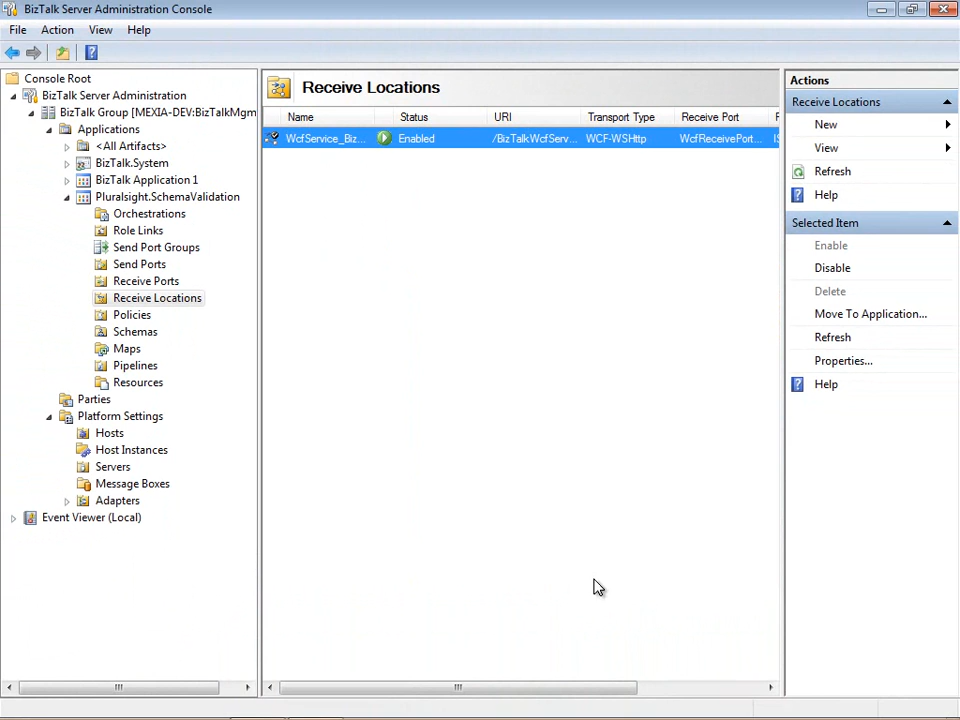 BizTalk Server Administration Console
File Action View Help
Console Root
BizTalk Server Administration
BizTalk Group [MEXIA-DEV:BizTalkMgm
Applications
<All Artifacts>
BizTalk.System
BizTalk Application 1
Pluralsight.SchemaValidation
Orchestrations
Role Links
Send Port Groups
Send Ports
Receive Ports
Receive Locations
Policies
Schemas
Maps
Pipelines
Resources
Parties
Platform Settings
Hosts
Host Instances
Servers
Message Boxes
Adapters
Event Viewer (Local)
Receive Locations
Name Status URI Transport Type Receive Port
WcfService_Biz... Enabled /BizTalkWcfServ... WCF-WSHttp WcfReceivePort...
Actions
Receive Locations
New
View
Refresh
Help
Selected Item
Enable
Disable
Delete
Move To Application...
Refresh
Properties...
Help